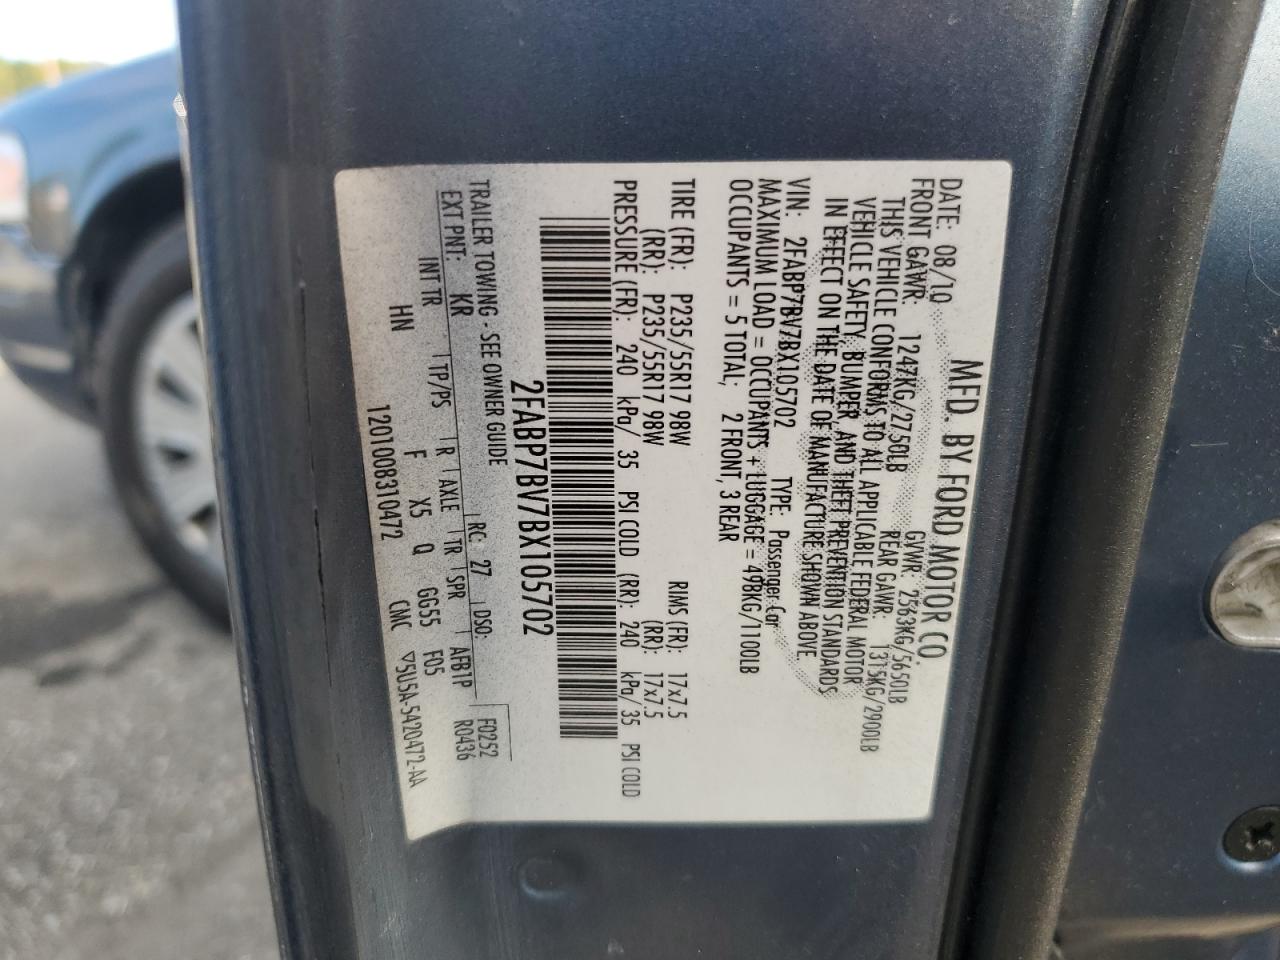 MFD. BY FORD MOTOR CO.
DATE: 08/10 GVWR: 2563KG/5650LB
FRONT GAWR: 1247KG/2750LB REAR GAWR: 1315KG/2900LB
THIS VEHICLE CONFORMS TO ALL APPLICABLE FEDERAL MOTOR
VEHICLE SAFETY, BUMPER, AND THEFT PREVENTION STANDARDS
IN EFFECT ON THE DATE OF MANUFACTURE SHOWN ABOVE
VIN: 2FABP7BV7BX105702 TYPE: Passenger Car
MAXIMUM LOAD = OCCUPANTS + LUGGAGE = 498KG/1100LB
OCCUPANTS = 5 TOTAL; 2 FRONT, 3 REAR
TIRE (FR): P235/55R17 98W RIMS (FR): 17x7.5
(RR): P235/55R17 98W (RR): 17x7.5
PRESSURE (FR): 240 kPa/ 35 PSI COLD (RR): 240 kPa/ 35 PSI COLD
2FABP7BV7BX105702
TRAILER TOWING - SEE OWNER GUIDE RC: 27 DSO: F0252
EXT PNT: KR AFB1P R0436
INT TR TP/PS R AXLE TR SPR
HN F X5 Q GG55 F05
1201008310472 CMC ▽5U5A-5420472-AA